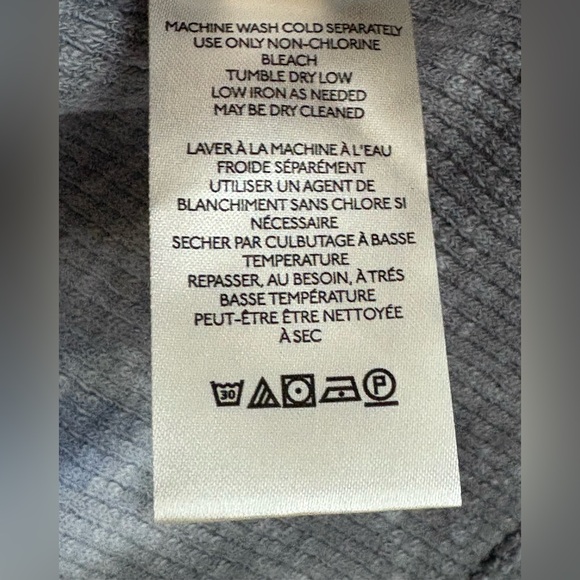 MACHINE WASH COLD SEPARATELY
USE ONLY NON-CHLORINE
BLEACH
TUMBLE DRY LOW
LOW IRON AS NEEDED
MAY BE DRY CLEANED
LAVER À LA MACHINE À L'EAU
FROIDE SÉPARÉMENT
UTILISER UN AGENT DE
BLANCHIMENT SANS CHLORE SI
NÉCESSAIRE
SECHER PAR CULBUTAGE À BASSE
TEMPERATURE
REPASSER, AU BESOIN, À TRÉS
BASSE TEMPÉRATURE
PEUT-ÊTRE ÊTRE NETTOYÉE
À SEC
30 P